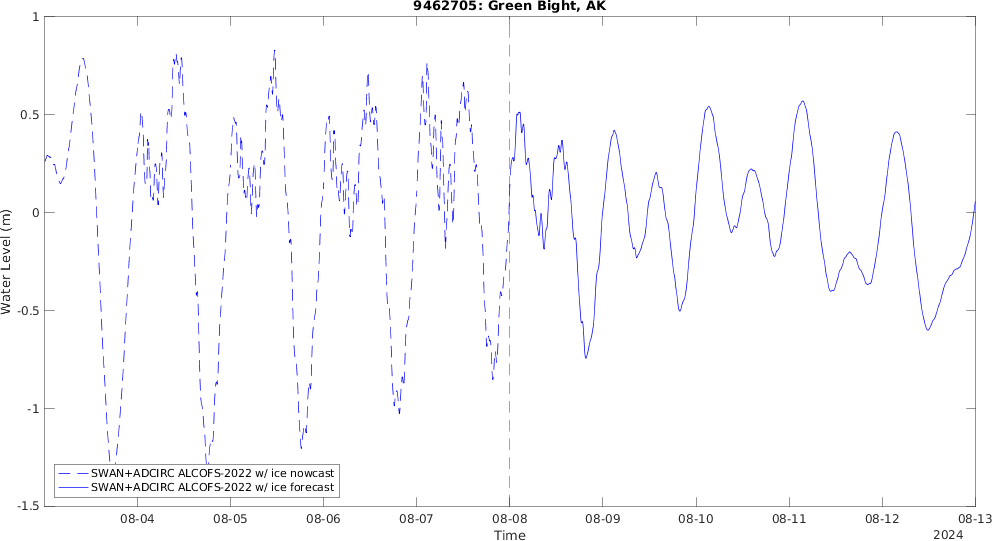 9462705: Green Bight, AK
1
0.5
0
-0.5
-1
-1.5
Water Level (m)
SWAN+ADCIRC ALCOFS-2022 w/ ice nowcast
SWAN+ADCIRC ALCOFS-2022 w/ ice forecast
08-04 08-05 08-06 08-07 08-08 08-09 08-10 08-11 08-12 08-13
Time
2024